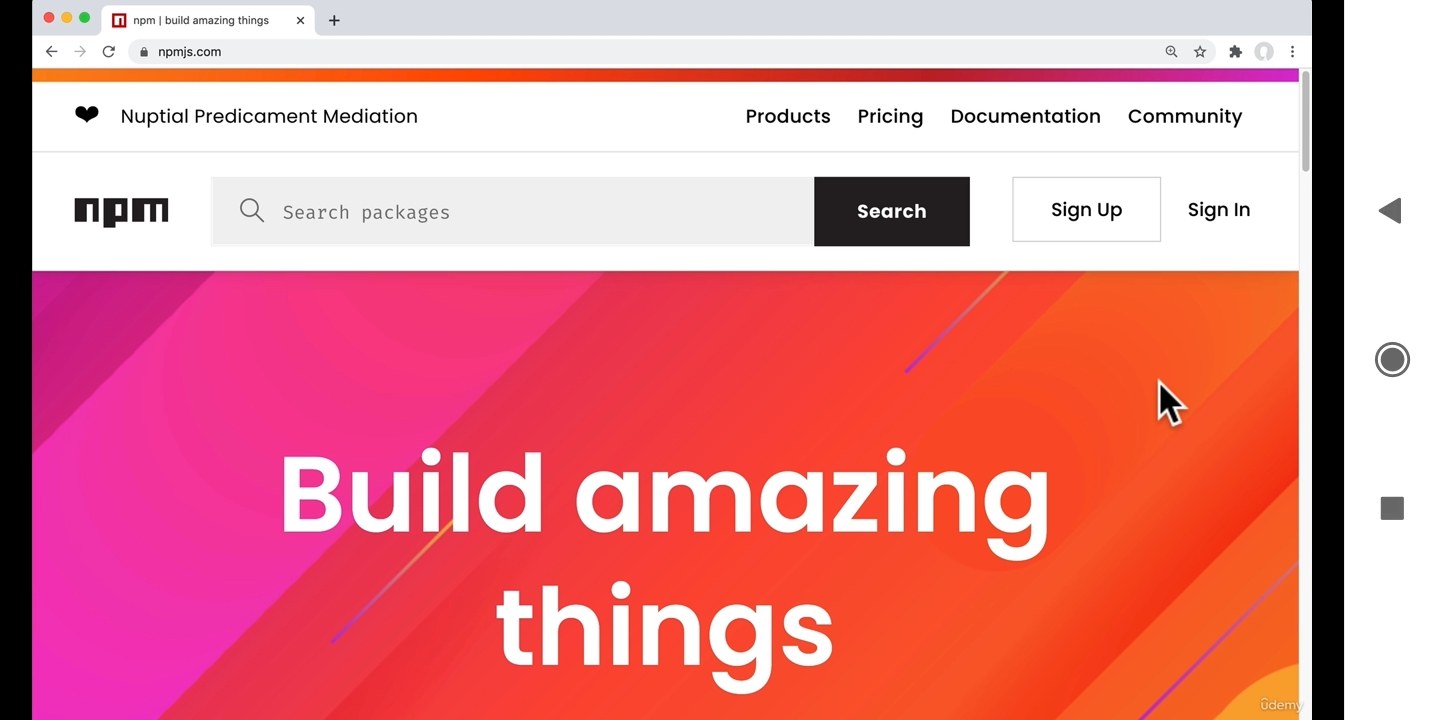 npm | build amazing things
npmjs.com
Nuptial Predicament Mediation
Products Pricing Documentation Community
npm
Search packages
Search
Sign Up
Sign In
Build amazing
things
ûdemy